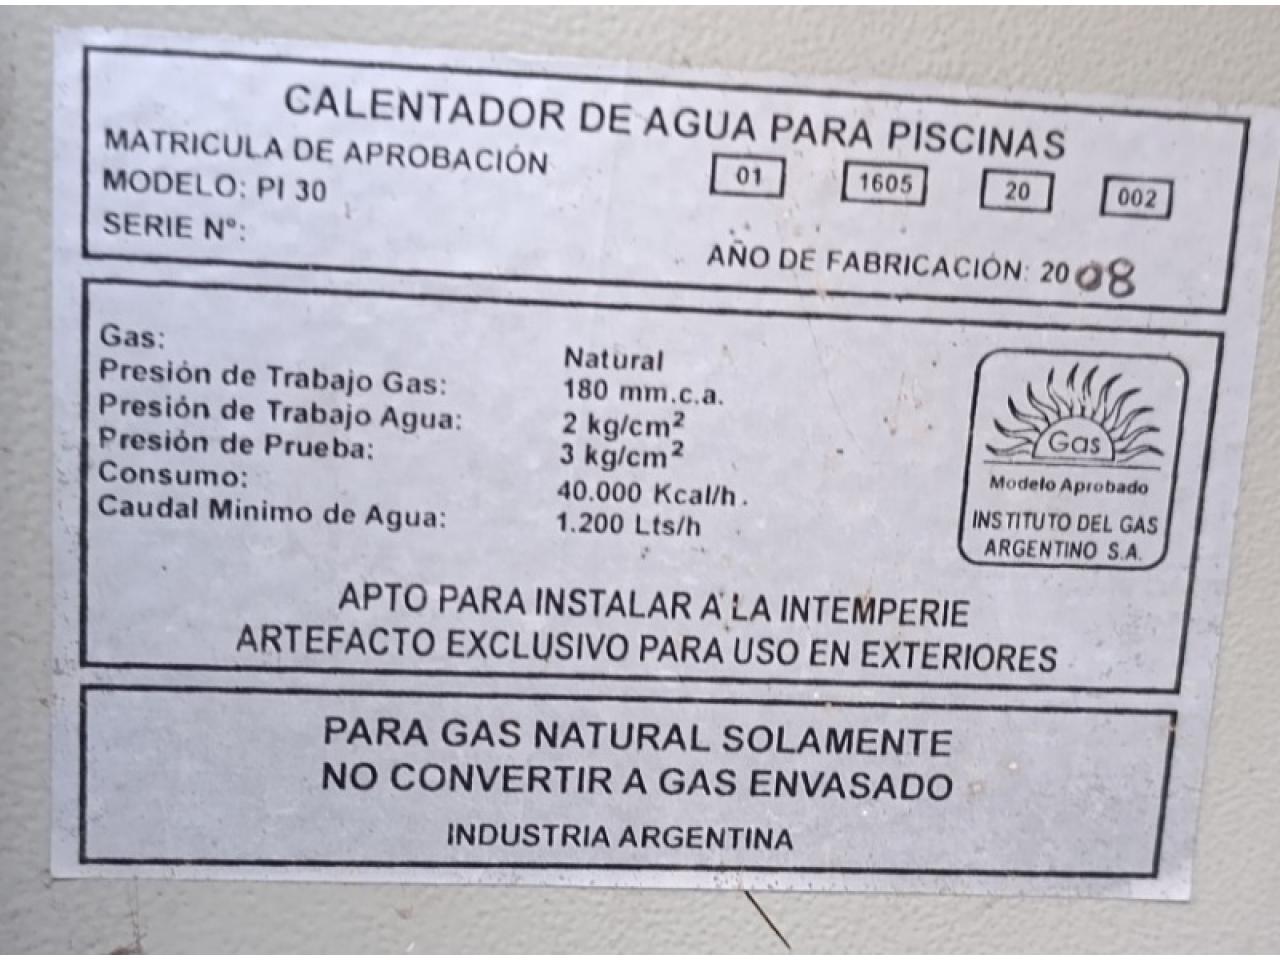 CALENTADOR DE AGUA PARA PISCINAS
MATRICULA DE APROBACIÓN 01 1605 20 002
MODELO: PI 30
SERIE Nº:
AÑO DE FABRICACIÓN: 2008
Gas: Natural
Presión de Trabajo Gas: 180 mm.c.a.
Presión de Trabajo Agua: 2 kg/cm²
Presión de Prueba: 3 kg/cm²
Consumo: 40.000 Kcal/h.
Caudal Minimo de Agua: 1.200 Lts/h
Gas
Modelo Aprobado
INSTITUTO DEL GAS
ARGENTINO S.A.
APTO PARA INSTALAR A LA INTEMPERIE
ARTEFACTO EXCLUSIVO PARA USO EN EXTERIORES
PARA GAS NATURAL SOLAMENTE
NO CONVERTIR A GAS ENVASADO
INDUSTRIA ARGENTINA